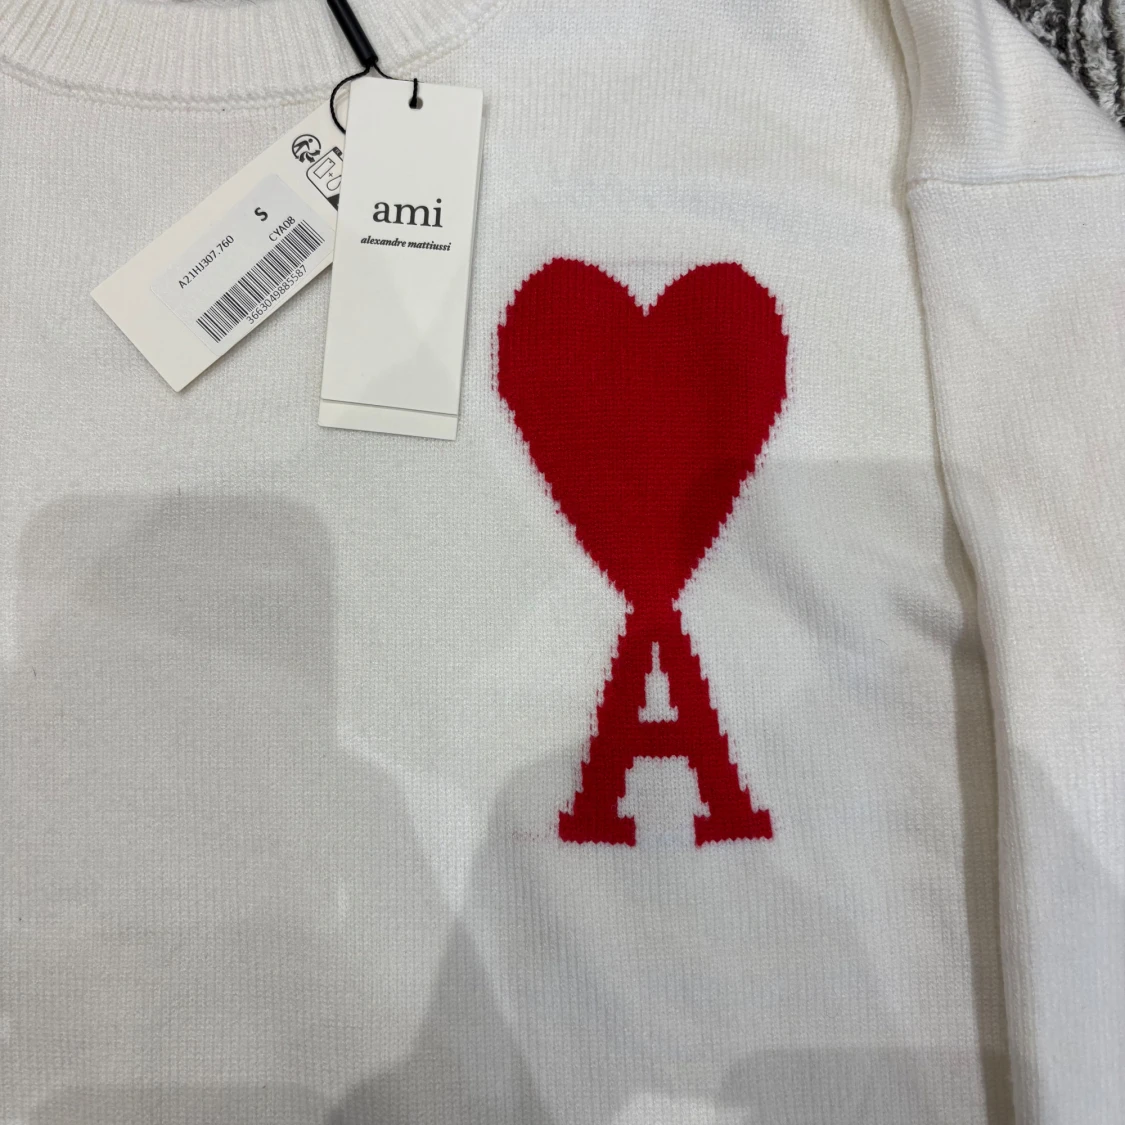 ami
alexandre mattiussi
S
A21HJ307.760
CYA08
3663049885587
A